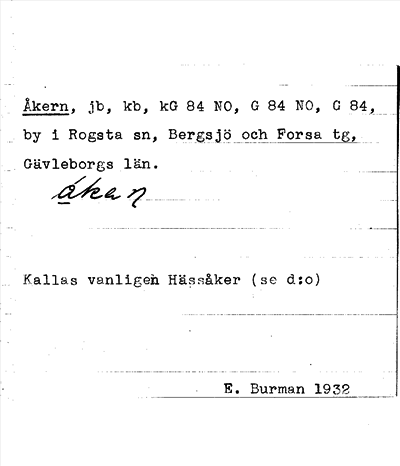 Åkern, jb, kb, kG 84 NO, G 84 NO, G 84,
by i Rogsta sn, Bergsjö och Forsa tg,
Gävleborgs län.
åkan
Kallas vanligen Hässåker (se d:o)
E. Burman 1932